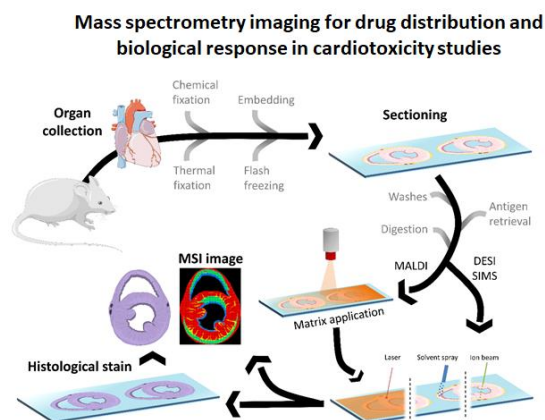 Mass spectrometry imaging for drug distribution and
biological response in cardiotoxicity studies
Organ
collection
Chemical
fixation
Embedding
Thermal
fixation
Flash
freezing
Sectioning
Washes
Digestion
Antigen
retrieval
MALDI
DESI
SIMS
MSI image
Matrix application
Histological stain
Laser
Solvent spray
Ion beam